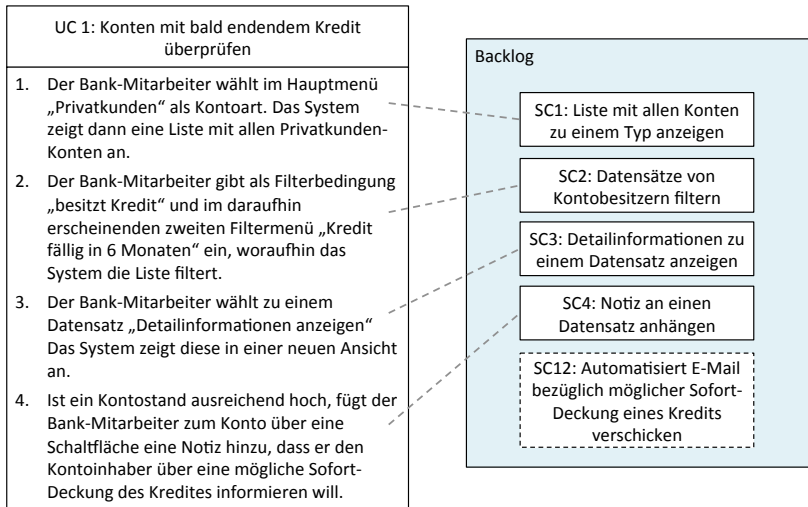 UC 1: Konten mit bald endendem Kredit
überprüfen
1. Der Bank-Mitarbeiter wählt im Hauptmenü
„Privatkunden“ als Kontoart. Das System
zeigt dann eine Liste mit allen Privatkunden-
Konten an.
2. Der Bank-Mitarbeiter gibt als Filterbedingung
„besitzt Kredit“ und im daraufhin
erscheinenden zweiten Filtermenü „Kredit
fällig in 6 Monaten“ ein, woraufhin das
System die Liste filtert.
3. Der Bank-Mitarbeiter wählt zu einem
Datensatz „Detailinformationen anzeigen“
Das System zeigt diese in einer neuen Ansicht
an.
4. Ist ein Kontostand ausreichend hoch, fügt der
Bank-Mitarbeiter zum Konto über eine
Schaltfläche eine Notiz hinzu, dass er den
Kontoinhaber über eine mögliche Sofort-
Deckung des Kredites informieren will.
Backlog
SC1: Liste mit allen Konten
zu einem Typ anzeigen
SC2: Datensätze von
Kontobesitzern filtern
SC3: Detailinformationen zu
einem Datensatz anzeigen
SC4: Notiz an einen
Datensatz anhängen
SC12: Automatisiert E-Mail
bezüglich möglicher Sofort-
Deckung eines Kredits
verschicken